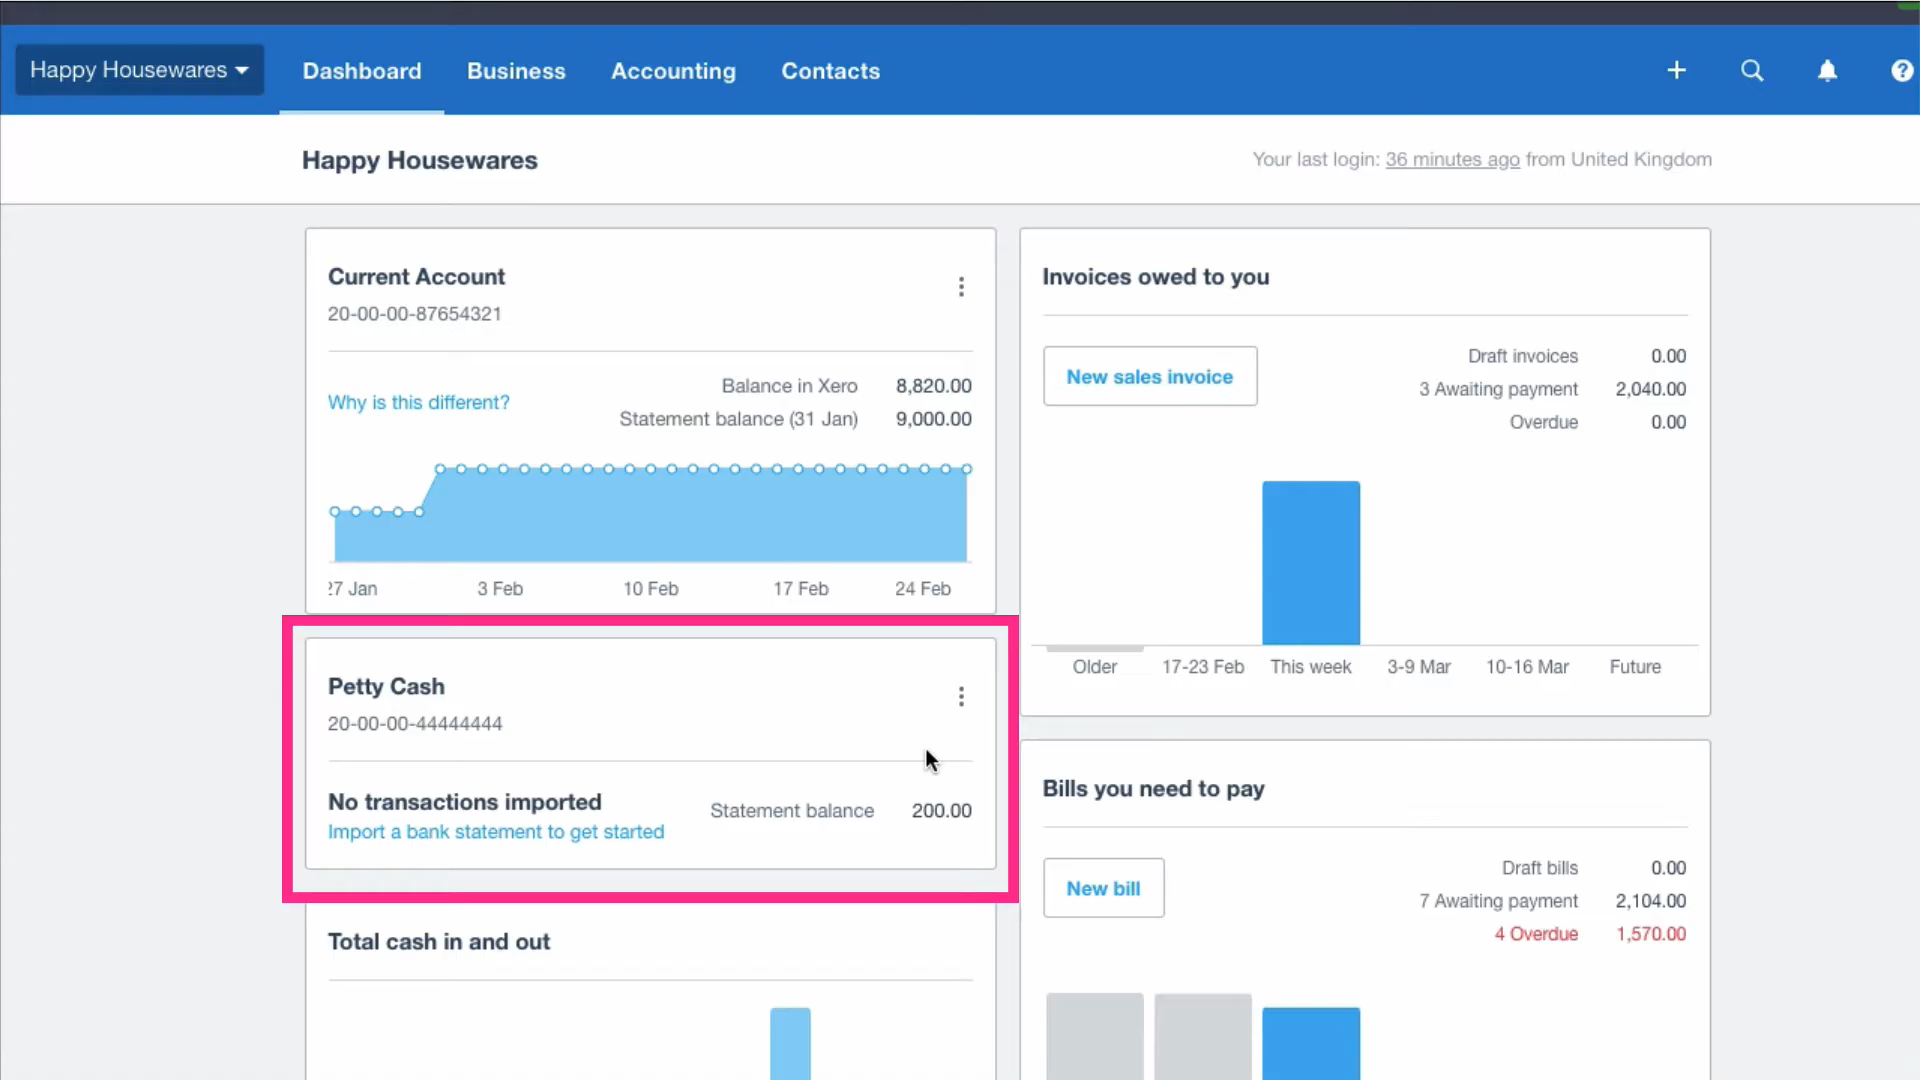 Happy Housewares
Dashboard
Business
Accounting
Contacts
?
Happy Housewares
Your last login: 36 minutes ago from United Kingdom
Current Account
20-00-00-87654321
Why is this different?
Balance in Xero 8,820.00
Statement balance (31 Jan) 9,000.00
27 Jan 3 Feb 10 Feb 17 Feb 24 Feb
Petty Cash
20-00-00-44444444
No transactions imported
Import a bank statement to get started
Statement balance 200.00
Total cash in and out
Invoices owed to you
New sales invoice
Draft invoices 0.00
3 Awaiting payment 2,040.00
Overdue 0.00
Older 17-23 Feb This week 3-9 Mar 10-16 Mar Future
Bills you need to pay
New bill
Draft bills 0.00
7 Awaiting payment 2,104.00
4 Overdue 1,570.00